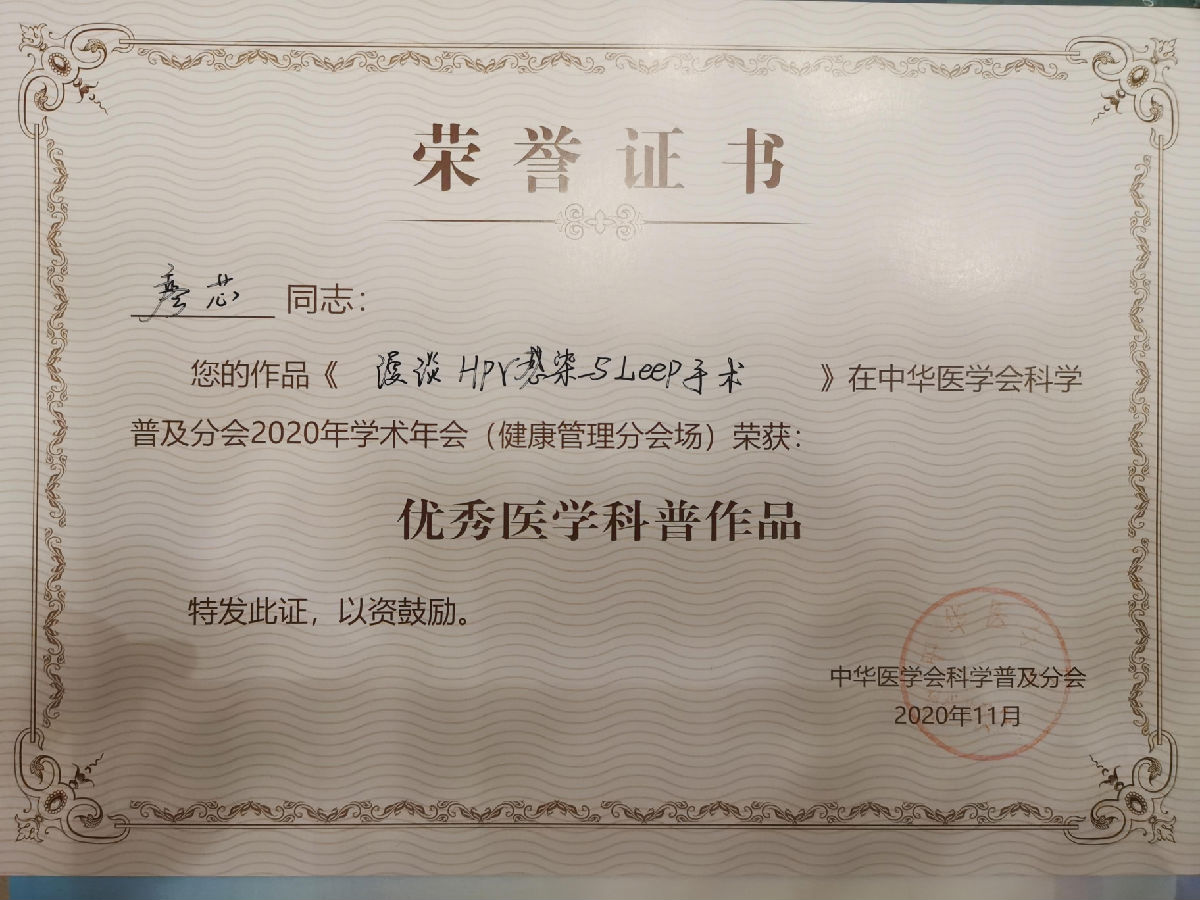 荣誉证书
廖芯 同志：
您的作品《 漫谈HPV感染与Leep手术 》在中华医学会科学
普及分会2020年学术年会（健康管理分会场）荣获：
优秀医学科普作品
特发此证，以资鼓励。
中华医学会科学普及分会
2020年11月